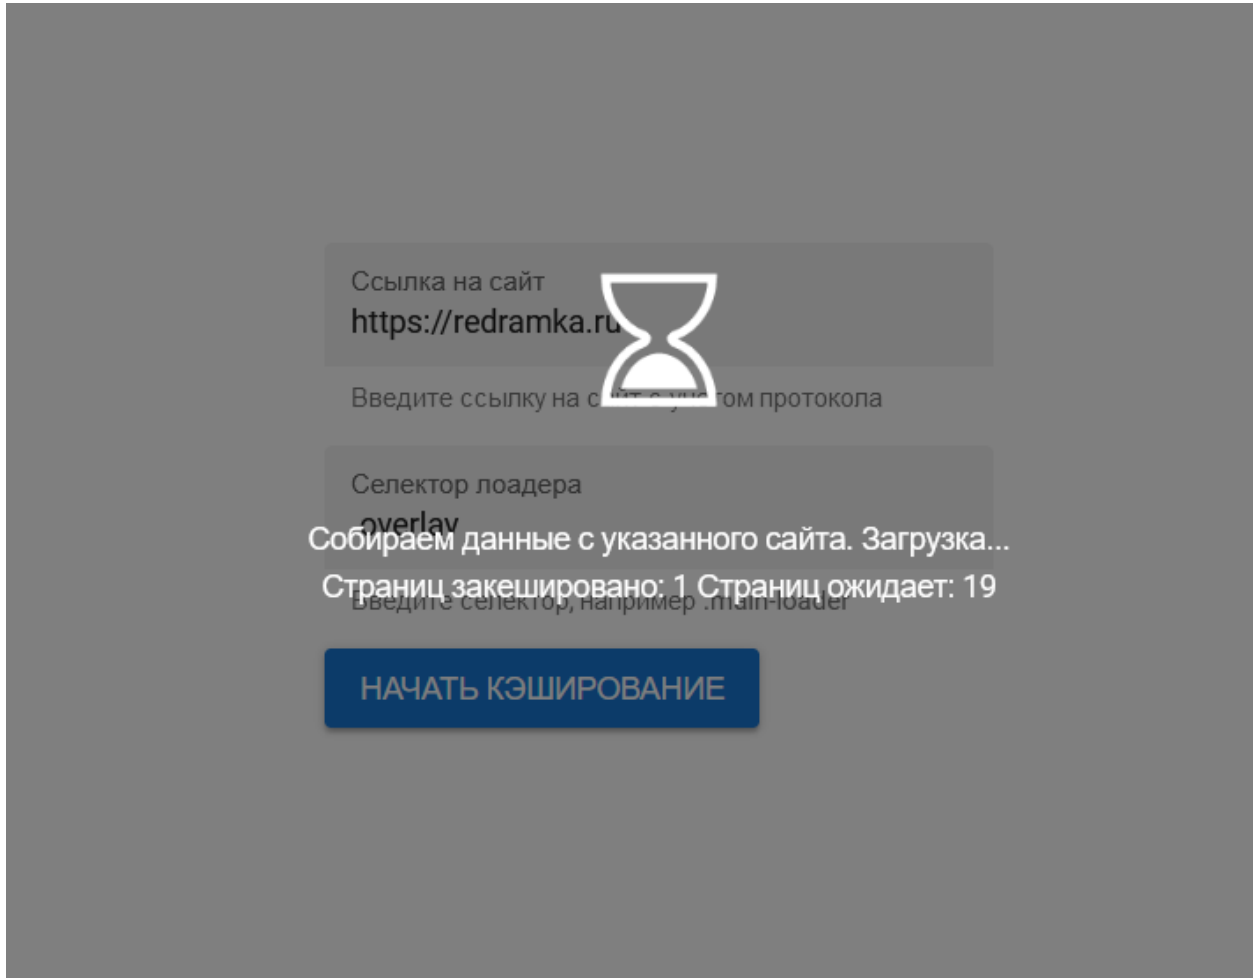 Ссылка на сайт
https://redramka.ru
Введите ссылку на сайт с учетом протокола
Селектор лоадера
.overlay
Собираем данные с указанного сайта. Загрузка...
Страниц закешировано: 1 Страниц ожидает: 19
Введите селектор, например .main-loader
НАЧАТЬ КЭШИРОВАНИЕ